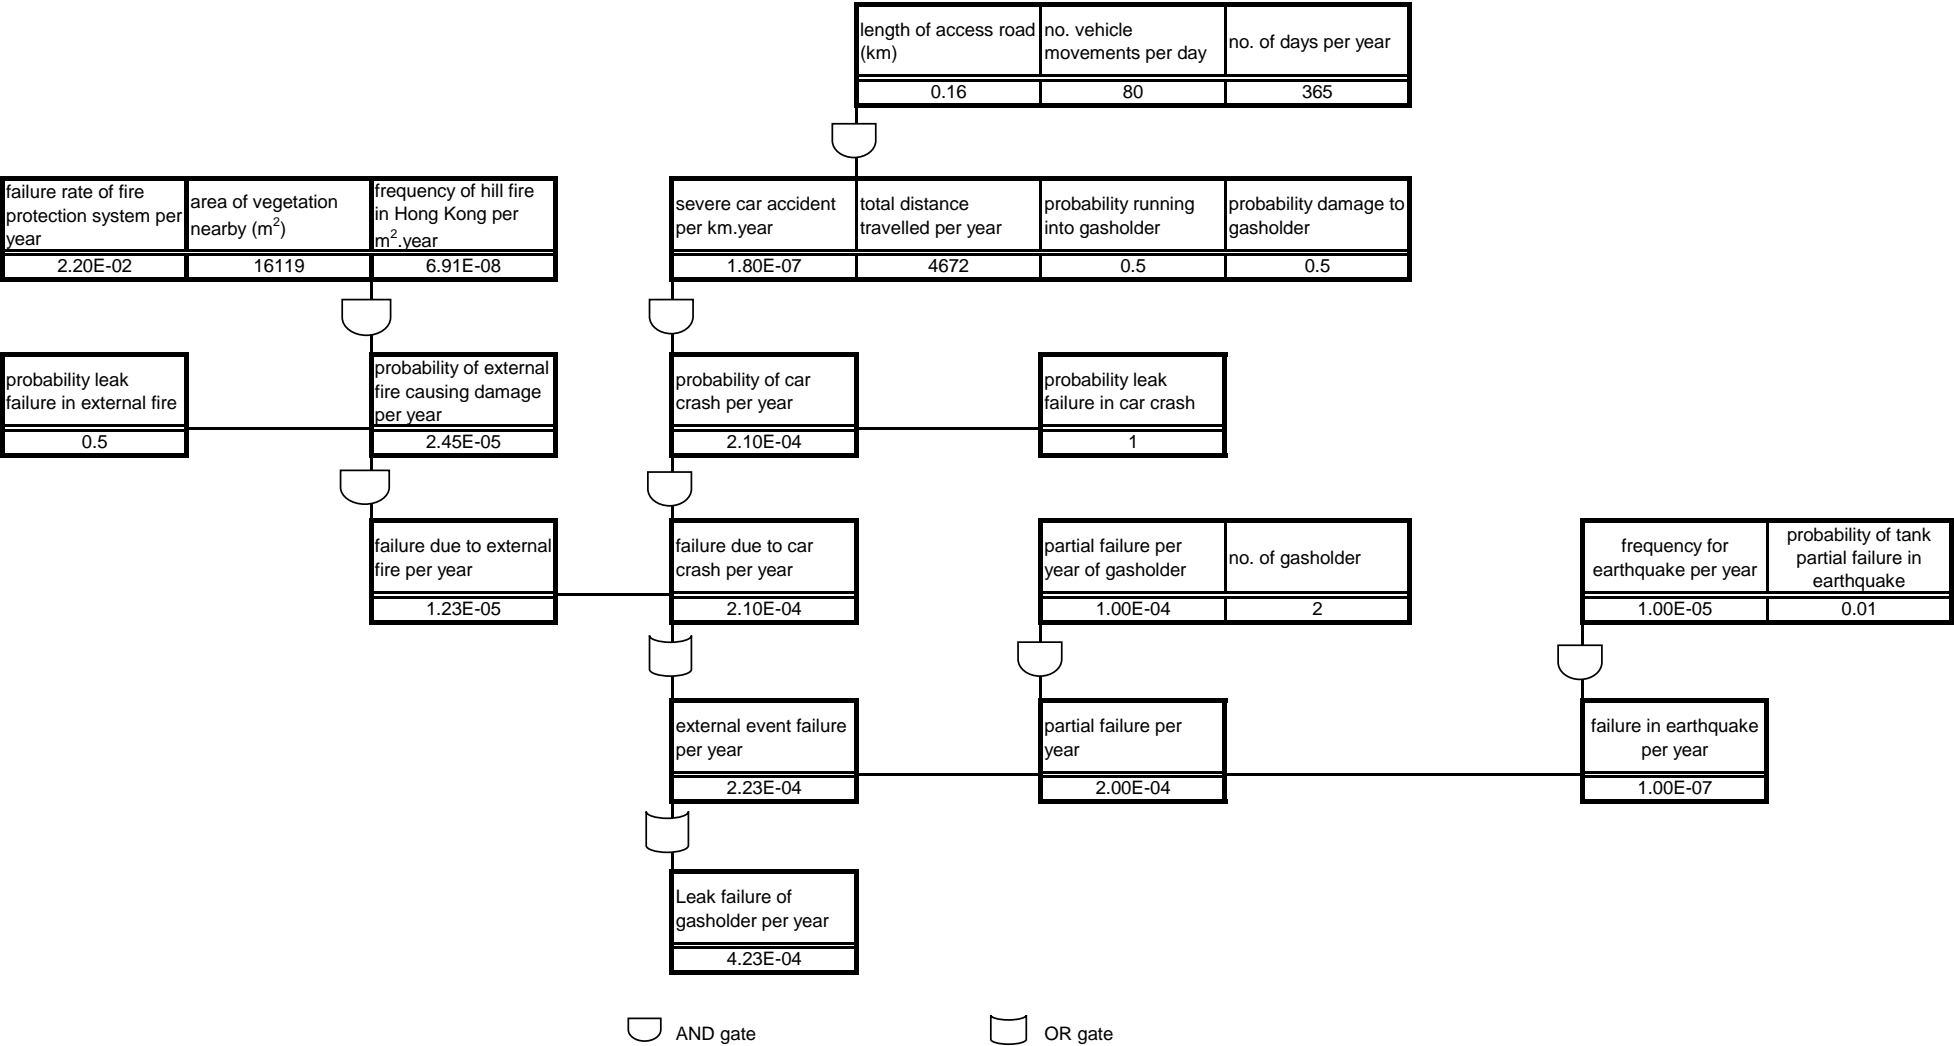 length of access road
(km)
no. vehicle
movements per day
no. of days per year
0.16
80
365
failure rate of fire
protection system per
year
area of vegetation
nearby (m²)
frequency of hill fire
in Hong Kong per
m².year
2.20E-02
16119
6.91E-08
severe car accident
per km.year
total distance
travelled per year
probability running
into gasholder
probability damage to
gasholder
1.80E-07
4672
0.5
0.5
probability leak
failure in external fire
0.5
probability of external
fire causing damage
per year
2.45E-05
probability of car
crash per year
2.10E-04
probability leak
failure in car crash
1
failure due to external
fire per year
1.23E-05
failure due to car
crash per year
2.10E-04
partial failure per
year of gasholder
no. of gasholder
1.00E-04
2
frequency for
earthquake per year
probability of tank
partial failure in
earthquake
1.00E-05
0.01
external event failure
per year
2.23E-04
partial failure per
year
2.00E-04
failure in earthquake
per year
1.00E-07
Leak failure of
gasholder per year
4.23E-04
AND gate
OR gate